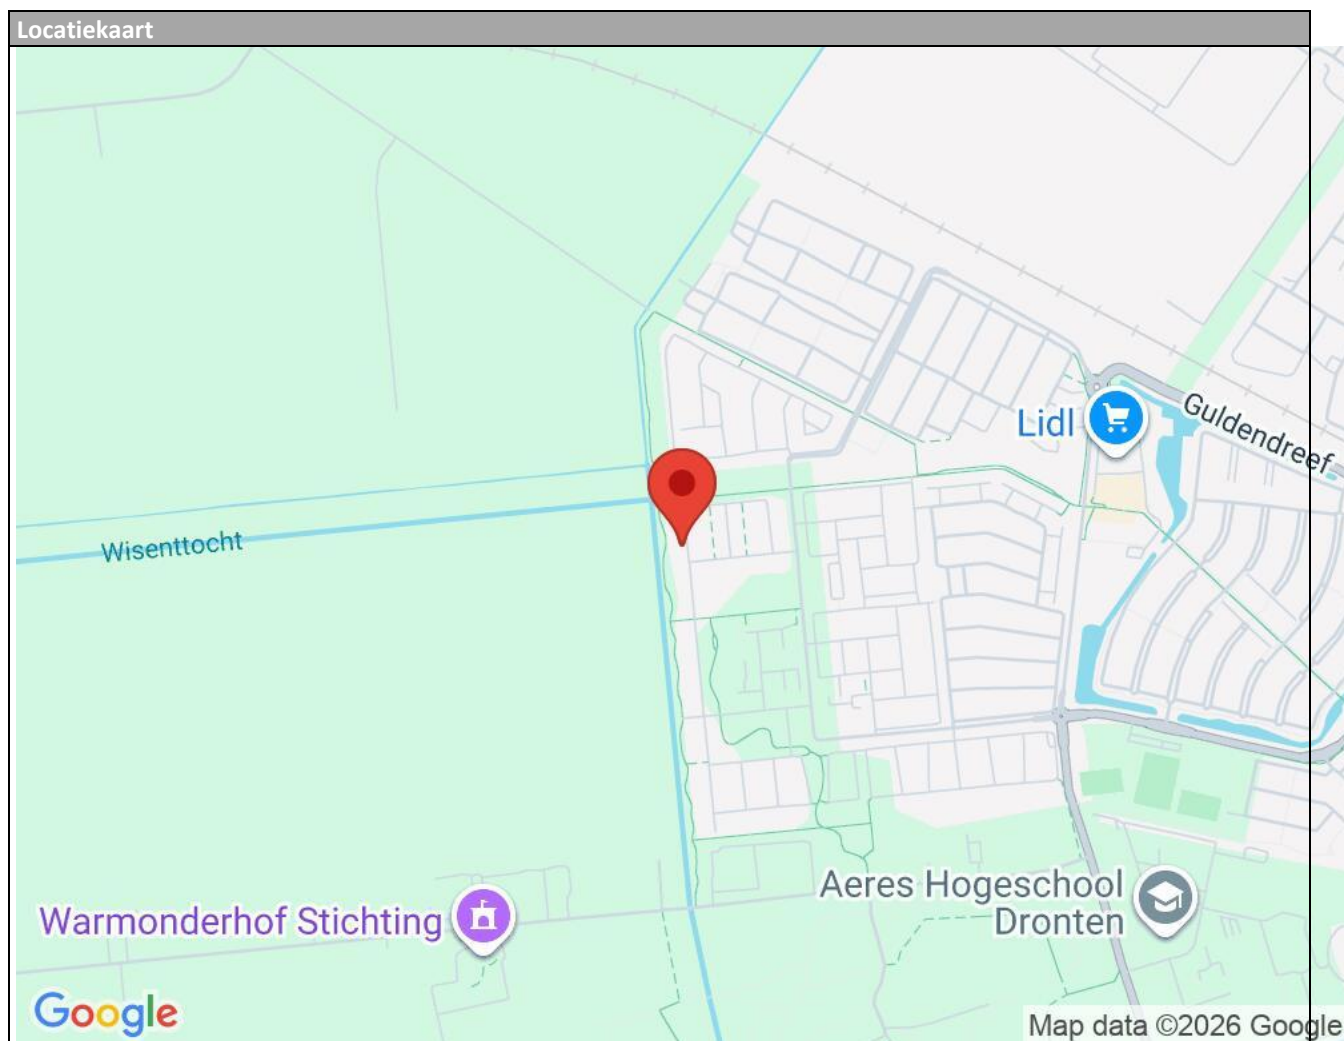 Locatiekaart
Lidl
Guldendreef
Wisenttocht
Aeres Hogeschool
Dronten
Warmonderhof Stichting
Google
Map data ©2026 Google